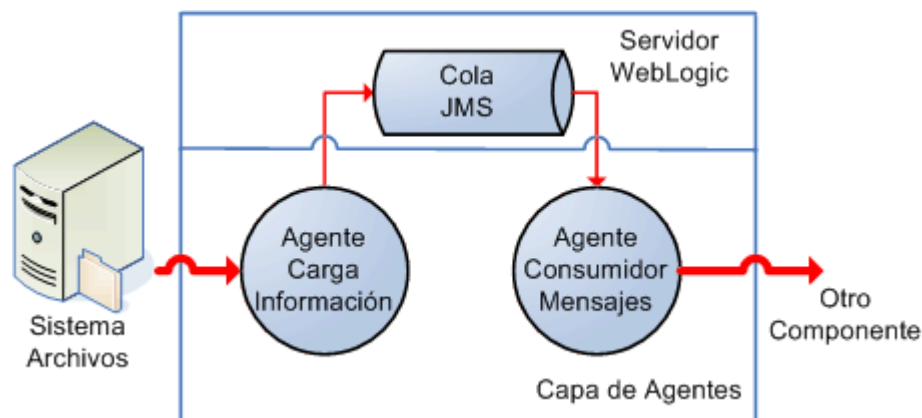 Servidor
WebLogic
Cola
JMS
Agente
Carga
Información
Agente
Consumidor
Mensajes
Sistema
Archivos
Otro
Componente
Capa de Agentes